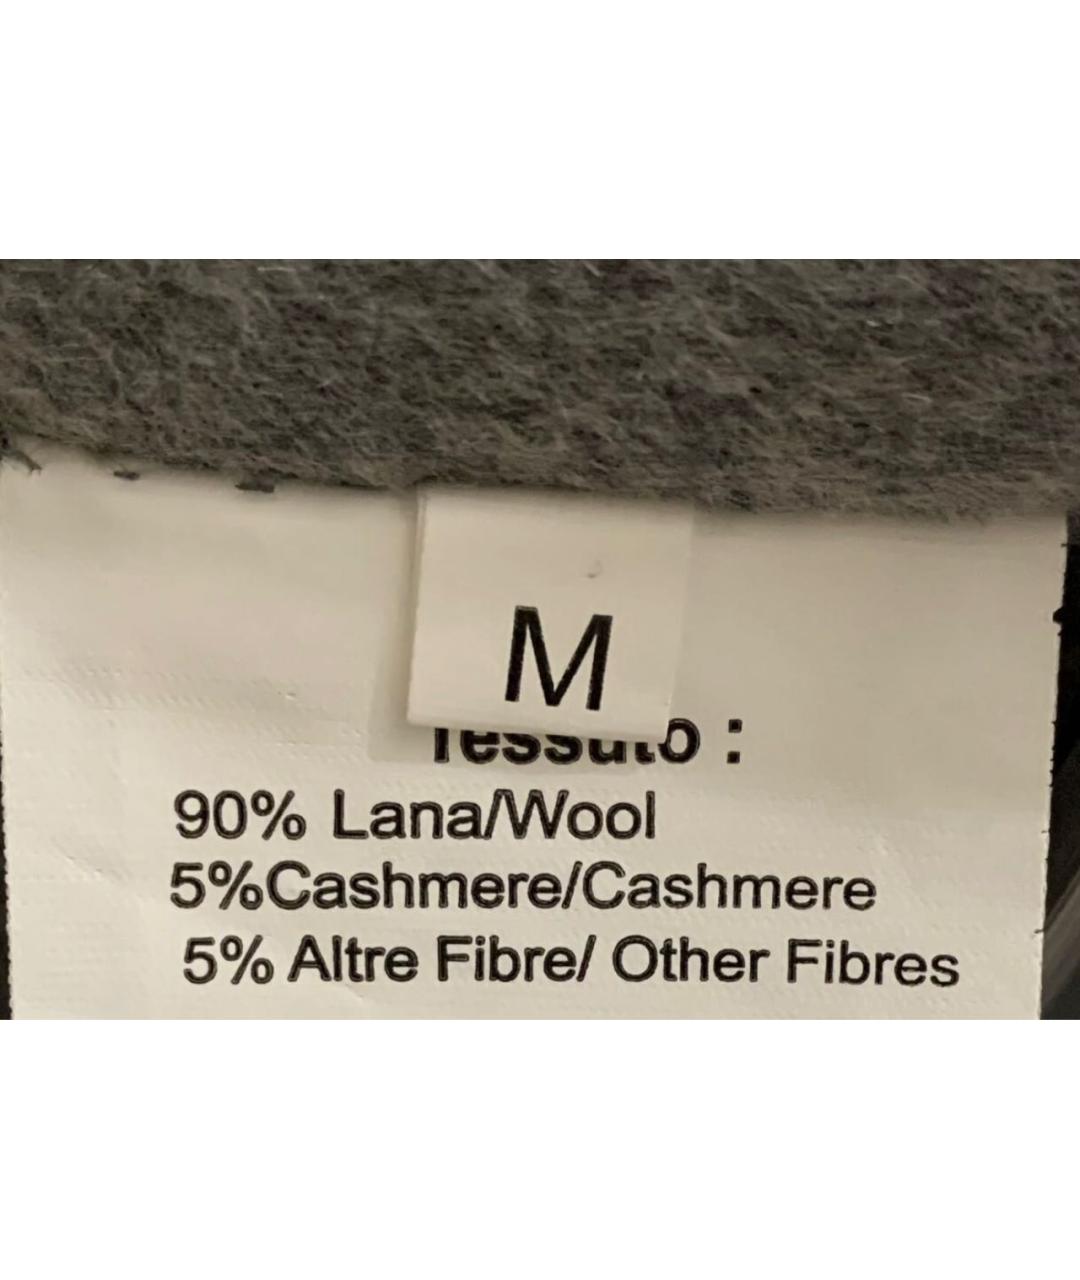 M
Tessuto :
90% Lana/Wool
5%Cashmere/Cashmere
5% Altre Fibre/ Other Fibres